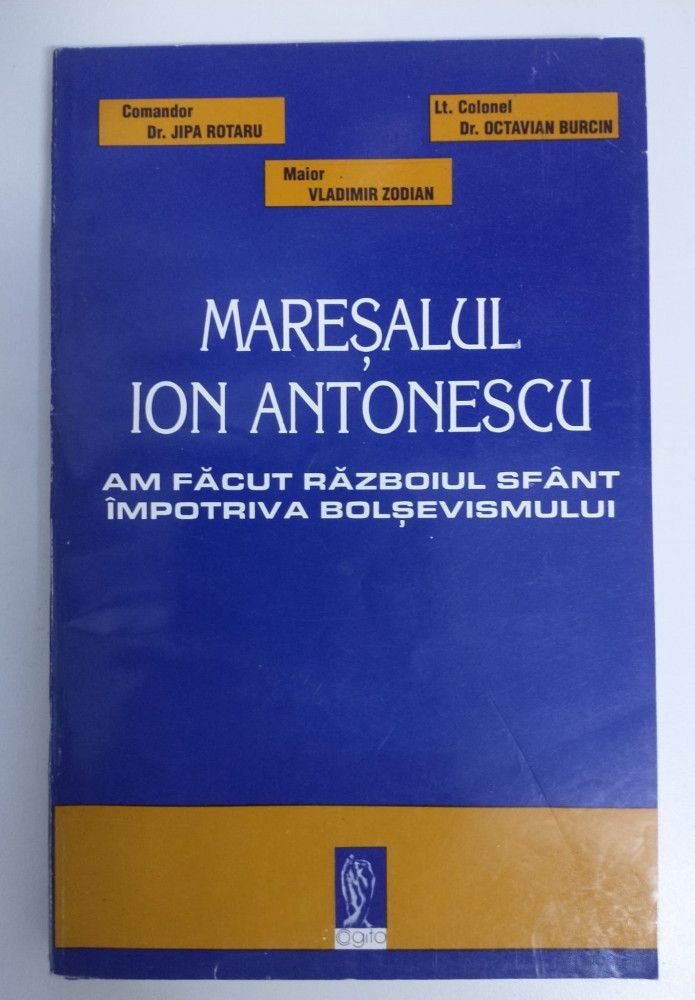 Comandor
Dr. JIPA ROTARU
Lt. Colonel
Dr. OCTAVIAN BURCIN
Maior
VLADIMIR ZODIAN
MAREȘALUL
ION ANTONESCU
AM FĂCUT RĂZBOIUL SFÂNT
ÎMPOTRIVA BOLȘEVISMULUI
Cogito